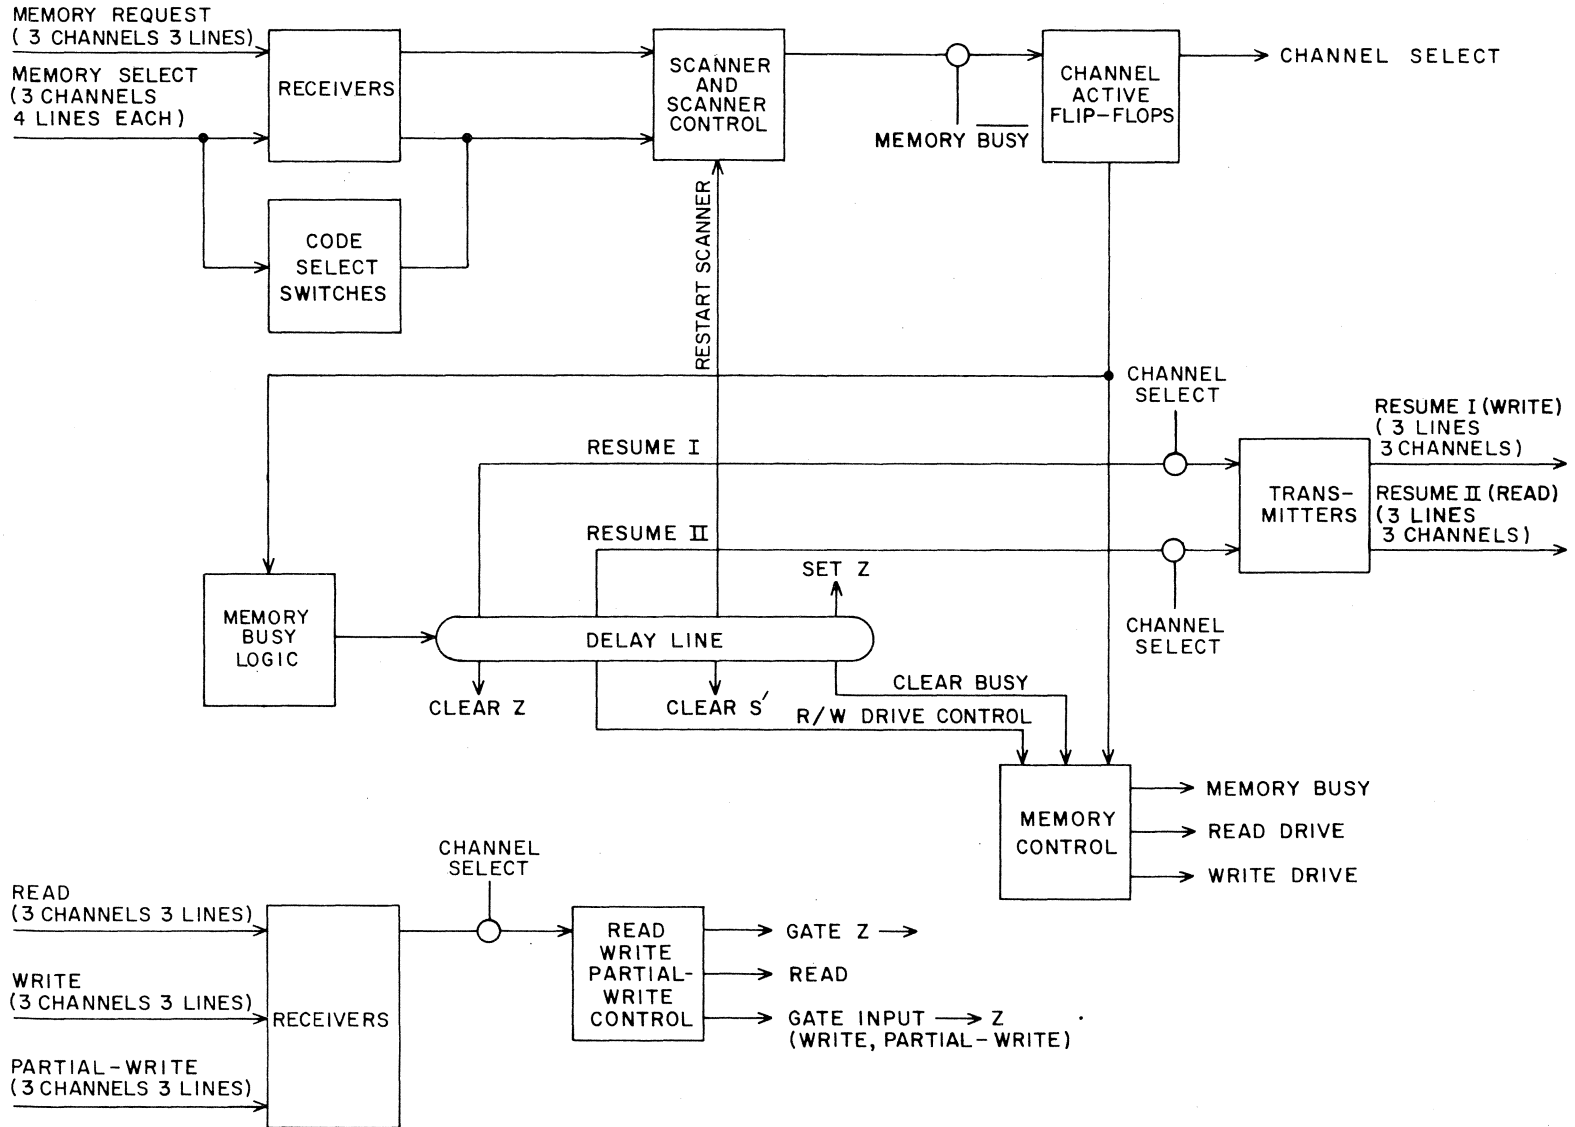 MEMORY REQUEST
( 3 CHANNELS 3 LINES)
MEMORY SELECT
(3 CHANNELS
4 LINES EACH)
RECEIVERS
CODE
SELECT
SWITCHES
SCANNER
AND
SCANNER
CONTROL
MEMORY BUSY
CHANNEL
ACTIVE
FLIP-FLOPS
CHANNEL SELECT
RESTART SCANNER
CHANNEL
SELECT
RESUME I
RESUME II
TRANS-
MITTERS
RESUME I (WRITE)
( 3 LINES
3 CHANNELS)
RESUME II (READ)
(3 LINES
3 CHANNELS)
CHANNEL
SELECT
SET Z
MEMORY
BUSY
LOGIC
DELAY LINE
CLEAR Z
CLEAR S'
CLEAR BUSY
R/W DRIVE CONTROL
MEMORY
CONTROL
MEMORY BUSY
READ DRIVE
WRITE DRIVE
READ
(3 CHANNELS 3 LINES)
WRITE
(3 CHANNELS 3 LINES)
PARTIAL-WRITE
(3 CHANNELS 3 LINES)
RECEIVERS
CHANNEL
SELECT
READ
WRITE
PARTIAL-
WRITE
CONTROL
GATE Z →
READ
GATE INPUT → Z
(WRITE, PARTIAL-WRITE)